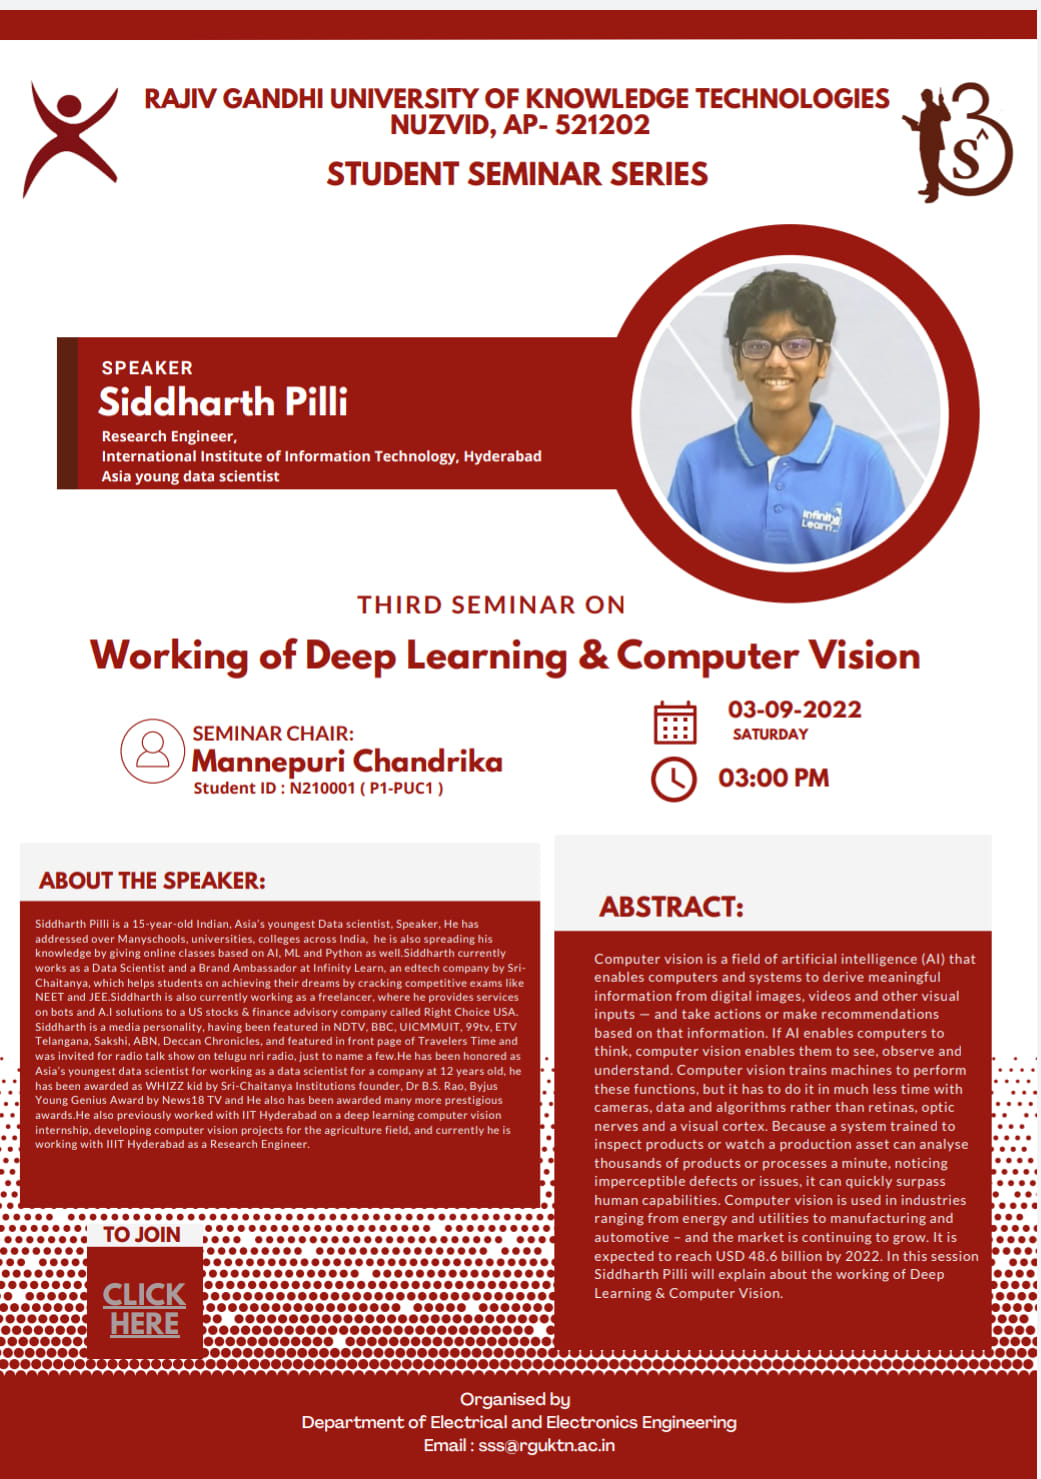 RAJIV GANDHI UNIVERSITY OF KNOWLEDGE TECHNOLOGIES
NUZVID, AP- 521202
STUDENT SEMINAR SERIES
3
S^
SPEAKER
Siddharth Pilli
Research Engineer,
International Institute of Information Technology, Hyderabad
Asia young data scientist
Infinity
Learn
THIRD SEMINAR ON
Working of Deep Learning & Computer Vision
SEMINAR CHAIR:
Mannepuri Chandrika
Student ID : N210001 ( P1-PUC1 )
03-09-2022
SATURDAY
03:00 PM
ABOUT THE SPEAKER:
Siddharth Pilli is a 15-year-old Indian, Asia's youngest Data scientist, Speaker, He has
addressed over Manyschools, universities, colleges across India,  he is also spreading his
knowledge by giving online classes based on AI, ML and Python as well.Siddharth currently
works as a Data Scientist and a Brand Ambassador at Infinity Learn, an edtech company by Sri-
Chaitanya, which helps students on achieving their dreams by cracking competitive exams like
NEET and JEE.Siddharth is also currently working as a freelancer, where he provides services
on bots and A.I solutions to a US stocks & finance advisory company called Right Choice USA.
Siddharth is a media personality, having been featured in NDTV, BBC, UICMMUIT, 99tv, ETV
Telangana, Sakshi, ABN, Deccan Chronicles, and featured in front page of Travelers Time and
was invited for radio talk show on telugu nri radio, just to name a few.He has been honored as
Asia's youngest data scientist for working as a data scientist for a company at 12 years old, he
has been awarded as WHIZZ kid by Sri-Chaitanya Institutions founder, Dr B.S. Rao, Byjus
Young Genius Award by News18 TV and He also has been awarded many more prestigious
awards.He also previously worked with IIT Hyderabad on a deep learning computer vision
internship, developing computer vision projects for the agriculture field, and currently he is
working with IIIT Hyderabad as a Research Engineer.
ABSTRACT:
Computer vision is a field of artificial intelligence (AI) that
enables computers and systems to derive meaningful
information from digital images, videos and other visual
inputs — and take actions or make recommendations
based on that information. If AI enables computers to
think, computer vision enables them to see, observe and
understand. Computer vision trains machines to perform
these functions, but it has to do it in much less time with
cameras, data and algorithms rather than retinas, optic
nerves and a visual cortex. Because a system trained to
inspect products or watch a production asset can analyse
thousands of products or processes a minute, noticing
imperceptible defects or issues, it can quickly surpass
human capabilities. Computer vision is used in industries
ranging from energy and utilities to manufacturing and
automotive – and the market is continuing to grow. It is
expected to reach USD 48.6 billion by 2022. In this session
Siddharth Pilli will explain about the working of Deep
Learning & Computer Vision.
TO JOIN
CLICK
HERE
Organised by
Department of Electrical and Electronics Engineering
Email : sss@rguktn.ac.in